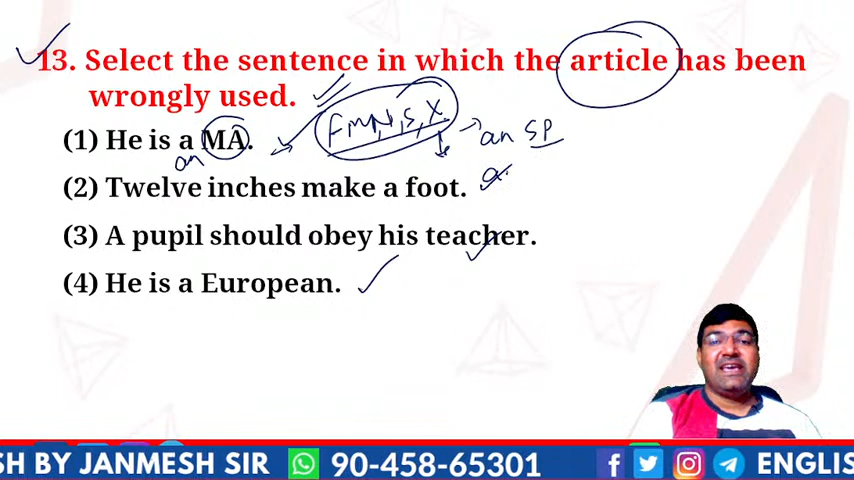 13. Select the sentence in which the article has been
wrongly used.
F, M, N, S, X
(1) He is a MA.
an
an SP
(2) Twelve inches make a foot.
(3) A pupil should obey his teacher.
(4) He is a European.
SH BY JANMESH SIR 90-458-65301 ENGLIS